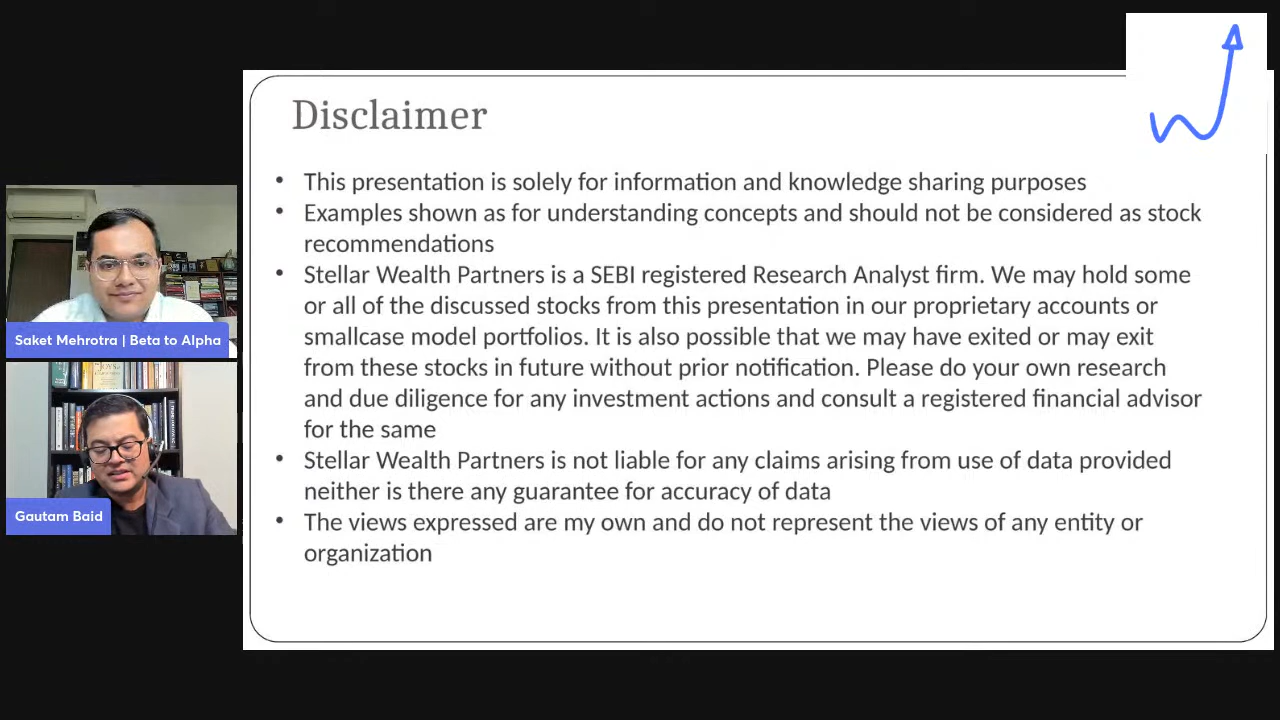 Disclaimer
• This presentation is solely for information and knowledge sharing purposes
• Examples shown as for understanding concepts and should not be considered as stock
recommendations
• Stellar Wealth Partners is a SEBI registered Research Analyst firm. We may hold some
or all of the discussed stocks from this presentation in our proprietary accounts or
smallcase model portfolios. It is also possible that we may have exited or may exit
from these stocks in future without prior notification. Please do your own research
and due diligence for any investment actions and consult a registered financial advisor
for the same
• Stellar Wealth Partners is not liable for any claims arising from use of data provided
neither is there any guarantee for accuracy of data
• The views expressed are my own and do not represent the views of any entity or
organization
Saket Mehrotra | Beta to Alpha
Gautam Baid